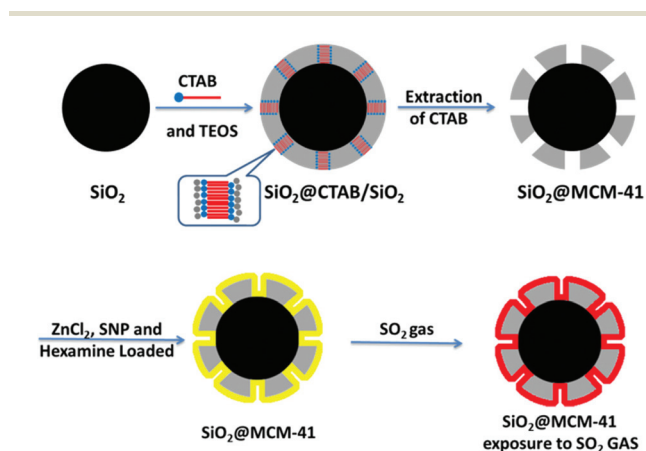 CTAB
and TEOS
Extraction
of CTAB
SiO₂
SiO₂@CTAB/SiO₂
SiO₂@MCM-41
ZnCl₂, SNP and
Hexamine Loaded
SO₂ gas
SiO₂@MCM-41
SiO₂@MCM-41
exposure to SO₂ GAS